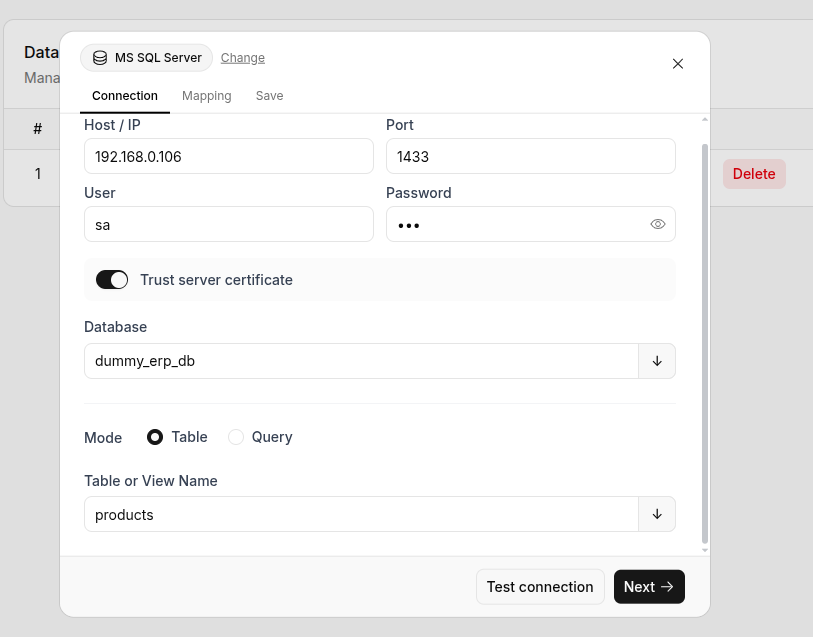 Data
Mana
#
1
Delete
MS SQL Server Change
Connection Mapping Save
Host / IP Port
192.168.0.106 1433
User Password
sa •••
Trust server certificate
Database
dummy_erp_db
Mode Table Query
Table or View Name
products
Test connection Next →